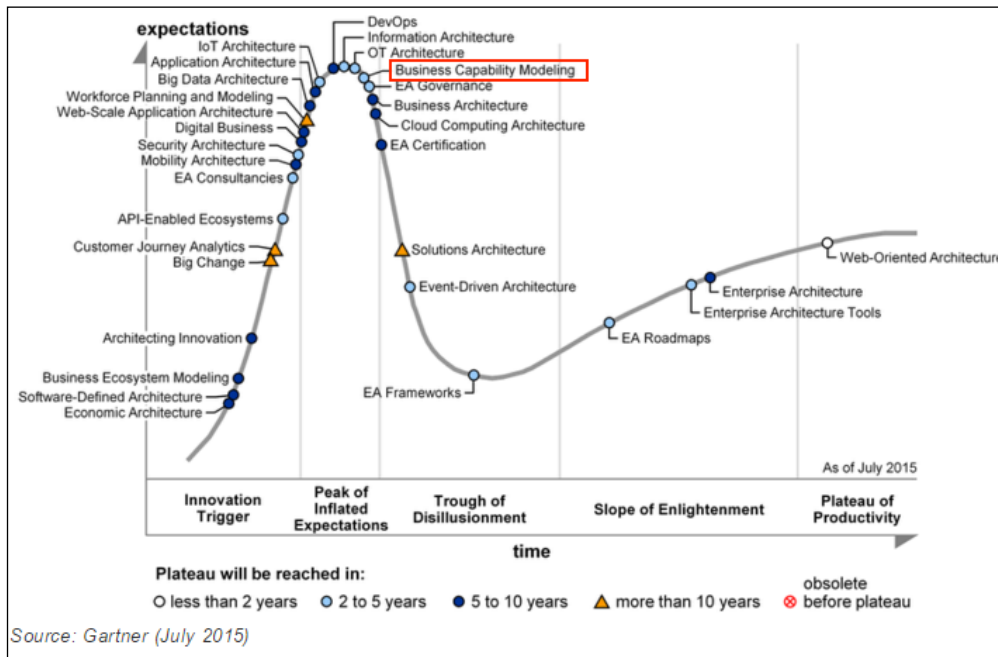 expectations
DevOps
Information Architecture
IoT Architecture
OT Architecture
Application Architecture
Business Capability Modeling
Big Data Architecture
EA Governance
Workforce Planning and Modeling
Business Architecture
Web-Scale Application Architecture
Cloud Computing Architecture
Digital Business
Security Architecture
EA Certification
Mobility Architecture
EA Consultancies
API-Enabled Ecosystems
Customer Journey Analytics
Solutions Architecture
Big Change
Web-Oriented Architecture
Event-Driven Architecture
Enterprise Architecture
Enterprise Architecture Tools
Architecting Innovation
EA Roadmaps
Business Ecosystem Modeling
EA Frameworks
Software-Defined Architecture
Economic Architecture
As of July 2015
Innovation
Trigger
Peak of
Inflated
Expectations
Trough of
Disillusionment
Slope of Enlightenment
Plateau of
Productivity
time
Plateau will be reached in:
less than 2 years
2 to 5 years
5 to 10 years
more than 10 years
obsolete
before plateau
Source: Gartner (July 2015)